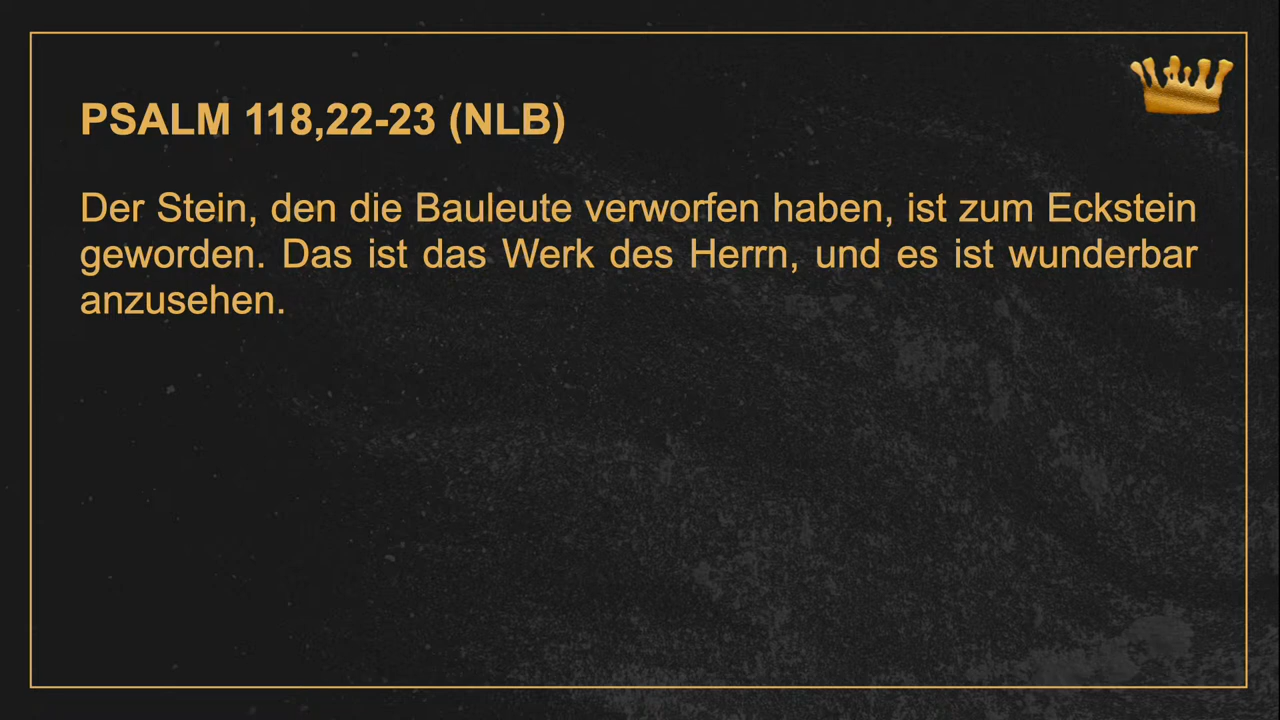 PSALM 118,22-23 (NLB)
Der Stein, den die Bauleute verworfen haben, ist zum Eckstein
geworden. Das ist das Werk des Herrn, und es ist wunderbar
anzusehen.